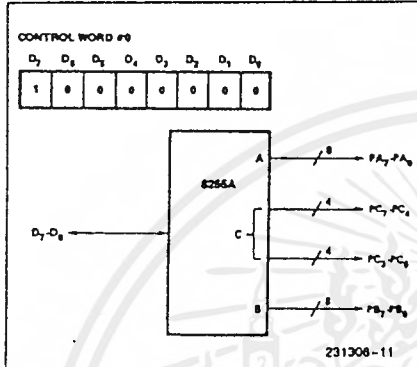 CONTROL WORD #0
D7 D6 D5 D4 D3 D2 D1 D0
1 0 0 0 0 0 0 0
8255A
A 8 PA7-PA0
4 PC7-PC4
D7-D0 C
4 PC3-PC0
B 8 PB7-PB0
231308-11